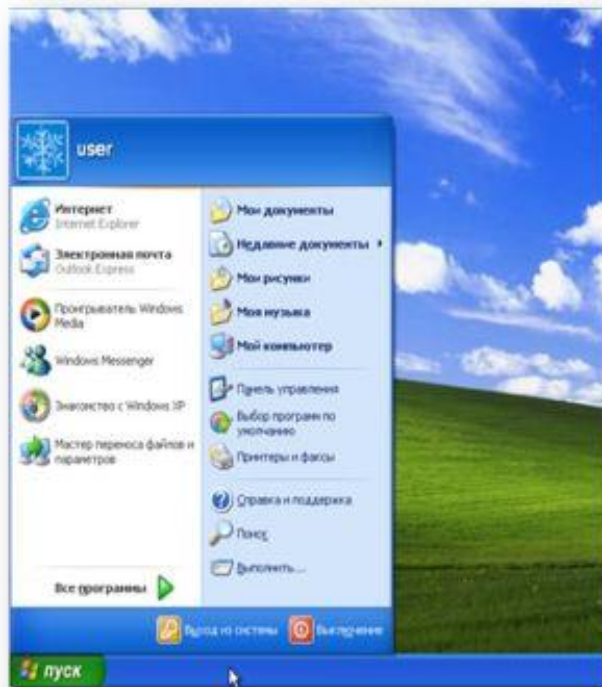 user
Интернет
Internet Explorer
Электронная почта
Outlook Express
Проигрыватель Windows
Media
Windows Messenger
Знакомство с Windows XP
Мастер переноса файлов и
параметров
Все программы
Мои документы
Недавние документы
Мои рисунки
Моя музыка
Мой компьютер
Панель управления
Выбор программ по
умолчанию
Принтеры и факсы
Справка и поддержка
Поиск
Выполнить...
Выход из системы
Выключение
пуск